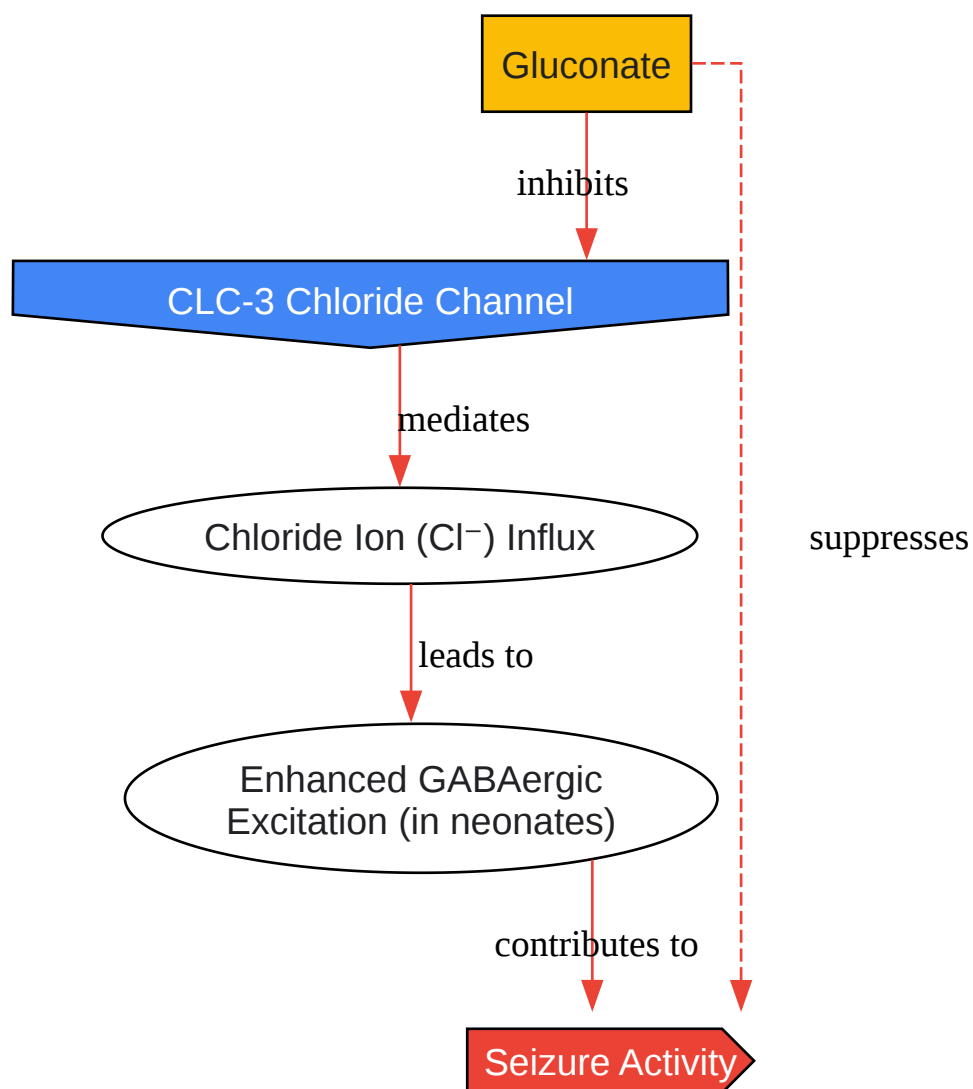 Gluconate
inhibits
CLC-3 Chloride Channel
mediates
Chloride Ion (Cl⁻) Influx
suppresses
leads to
Enhanced GABAergic
Excitation (in neonates)
contributes to
Seizure Activity